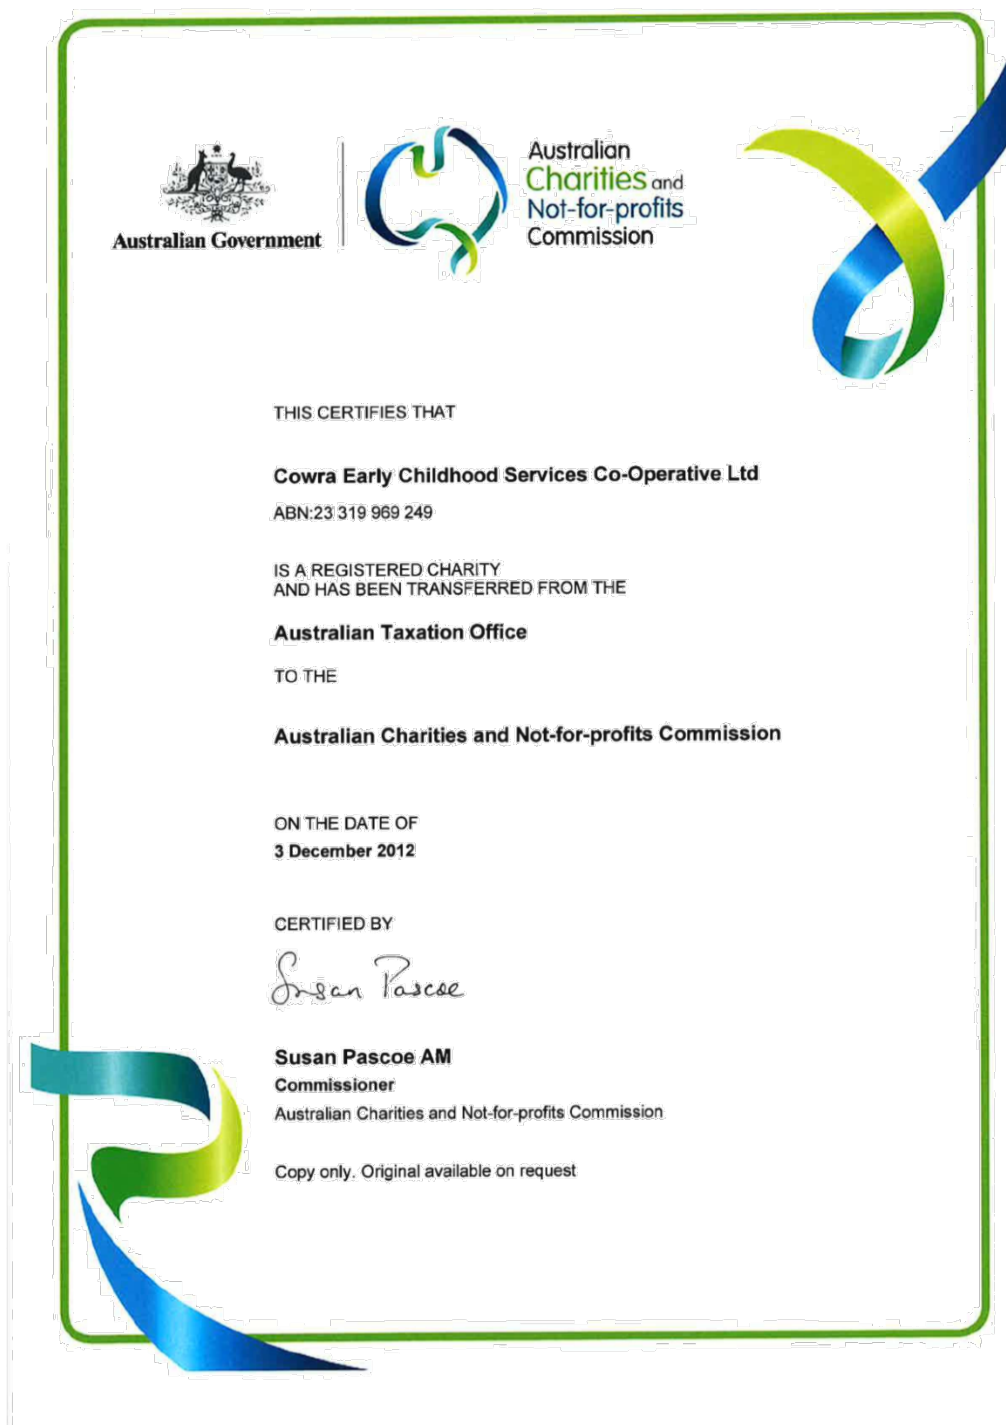 Australian Government
Australian
Charities and
Not-for-profits
Commission
THIS CERTIFIES THAT
Cowra Early Childhood Services Co-Operative Ltd
ABN:23 319 969 249
IS A REGISTERED CHARITY
AND HAS BEEN TRANSFERRED FROM THE
Australian Taxation Office
TO THE
Australian Charities and Not-for-profits Commission
ON THE DATE OF
3 December 2012
CERTIFIED BY
Susan Pascoe
Susan Pascoe AM
Commissioner
Australian Charities and Not-for-profits Commission
Copy only. Original available on request